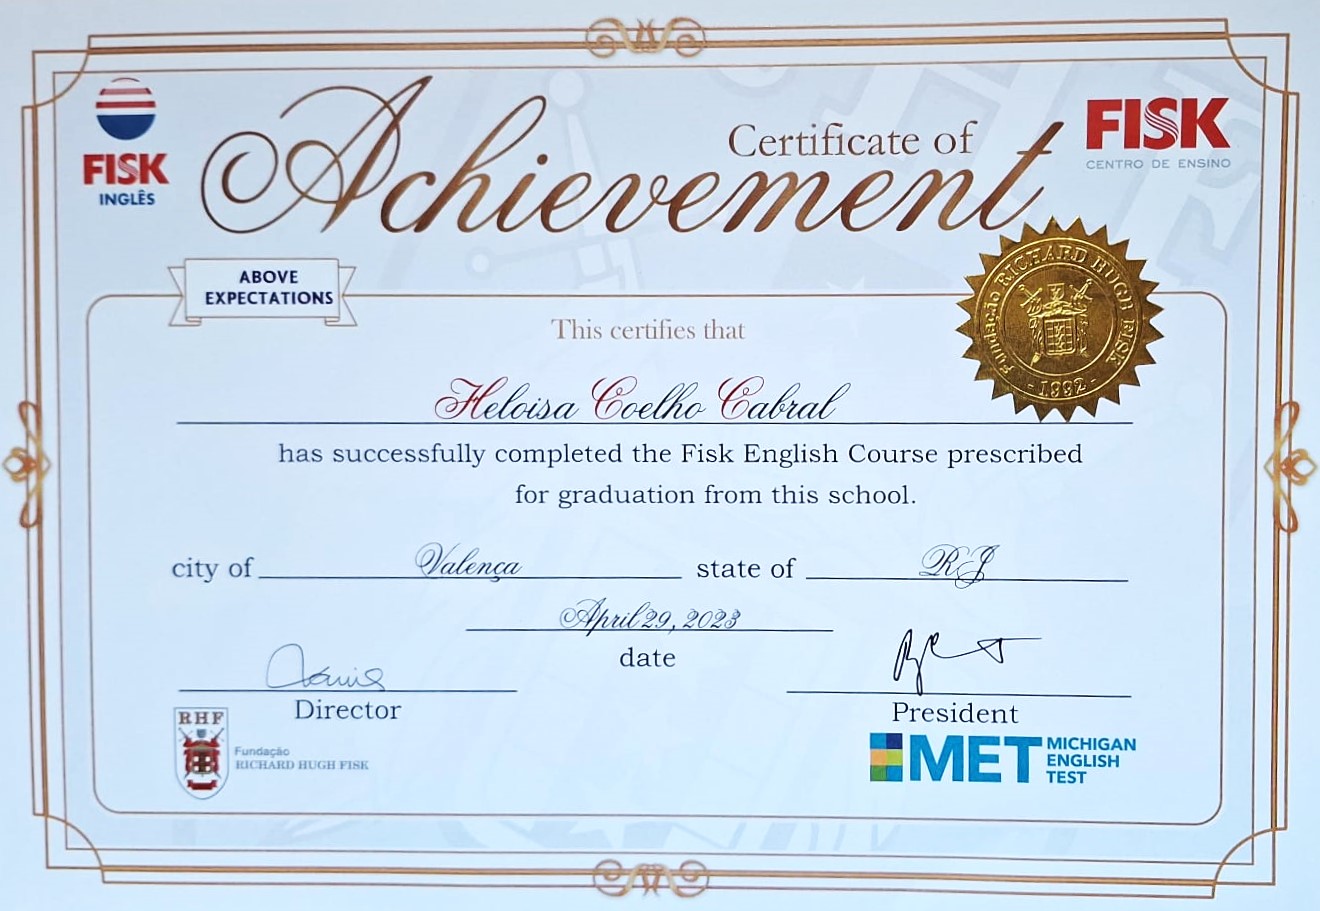 FISK
INGLÊS
Certificate of
Achievement
FISK
CENTRO DE ENSINO
ABOVE
EXPECTATIONS
Fundação RICHARD HUGH FISK
- 1992 -
This certifies that
Heloisa Coelho Cabral
has successfully completed the Fisk English Course prescribed
for graduation from this school.
city of Valença state of RJ
April 29, 2023
date
Director
President
RHF
Fundação
RICHARD HUGH FISK
MET MICHIGAN
ENGLISH
TEST